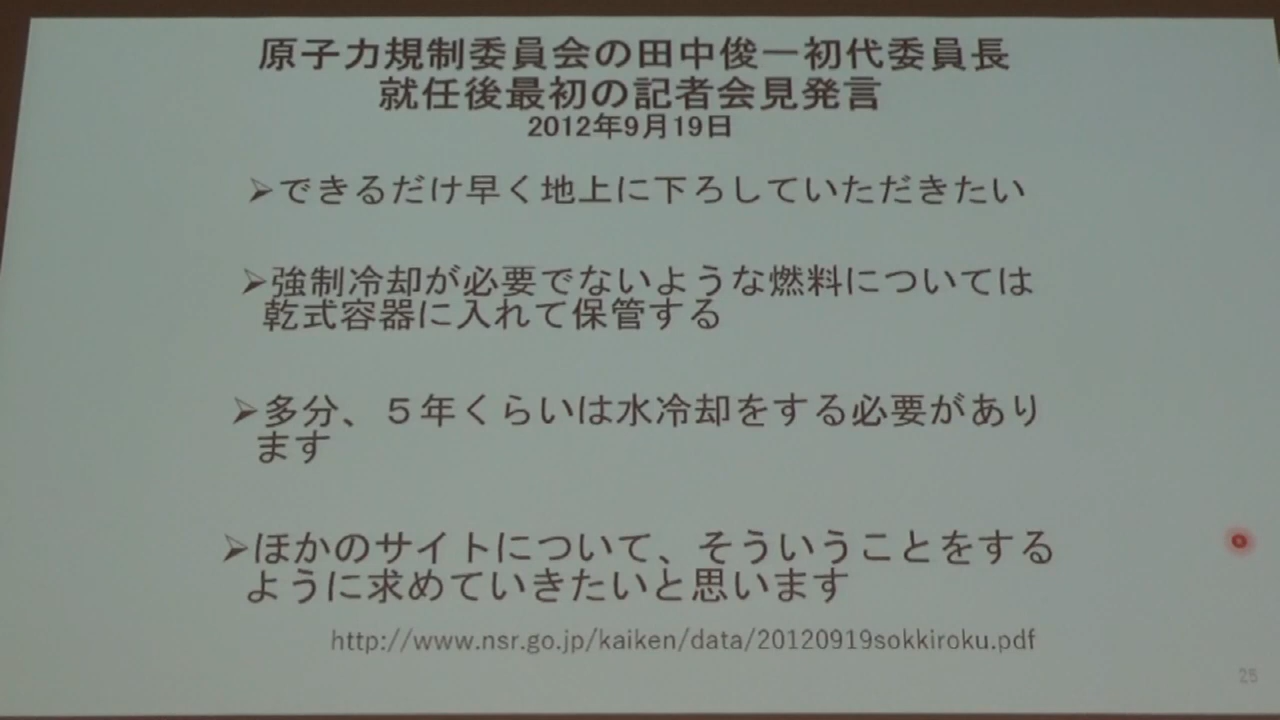 原子力規制委員会の田中俊一初代委員長
就任後最初の記者会見発言
2012年9月19日
➢できるだけ早く地上に下ろしていただきたい
➢強制冷却が必要でないような燃料については
乾式容器に入れて保管する
➢多分、５年くらいは水冷却をする必要があり
ます
➢ほかのサイトについて、そういうことをする
ように求めていきたいと思います
http://www.nsr.go.jp/kaiken/data/20120919sokkiroku.pdf
25